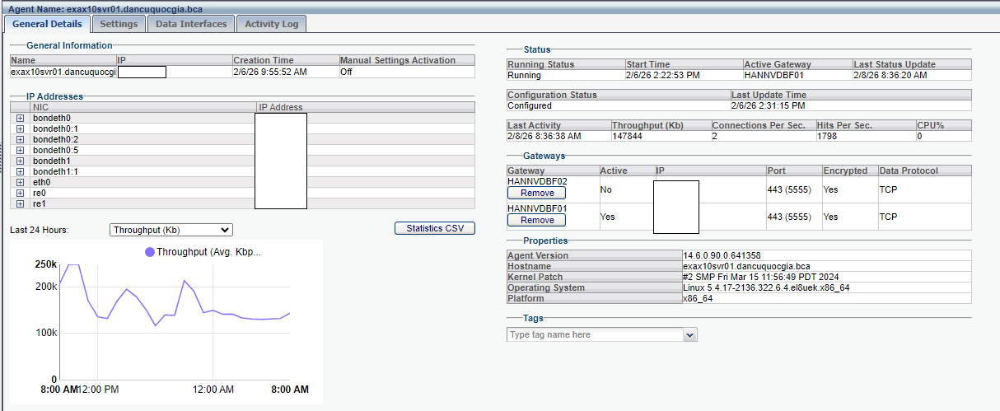 Agent Name: exax10svr01.dancuquocgia.bca
General Details Settings Data Interfaces Activity Log
General Information
Name IP Creation Time Manual Settings Activation
exax10svr01.dancuquocgi 2/6/26 9:55:52 AM Off
IP Addresses
NIC IP Address
bondeth0
bondeth0:1
bondeth0:2
bondeth0:5
bondeth1
bondeth1:1
eth0
re0
re1
Last 24 Hours: Throughput (Kb) Statistics CSV
Throughput (Avg. Kbp...
250k
200k
100k
0
8:00 AM 12:00 PM 12:00 AM 8:00 AM
Status
Running Status Start Time Active Gateway Last Status Update
Running 2/6/26 2:22:53 PM HANNVDBF01 2/8/26 8:36:20 AM
Configuration Status Last Update Time
Configured 2/6/26 2:31:15 PM
Last Activity Throughput (Kb) Connections Per Sec. Hits Per Sec. CPU%
2/8/26 8:36:38 AM 147844 2 1798 0
Gateways
Gateway Active IP Port Encrypted Data Protocol
HANNVDBF02
Remove No 443 (5555) Yes TCP
HANNVDBF01
Remove Yes 443 (5555) Yes TCP
Properties
Agent Version 14.6.0.90.0.641358
Hostname exax10svr01.dancuquocgia.bca
Kernel Patch #2 SMP Fri Mar 15 11:56:49 PDT 2024
Operating System Linux 5.4.17-2136.322.6.4.el8uek.x86_64
Platform x86_64
Tags
Type tag name here